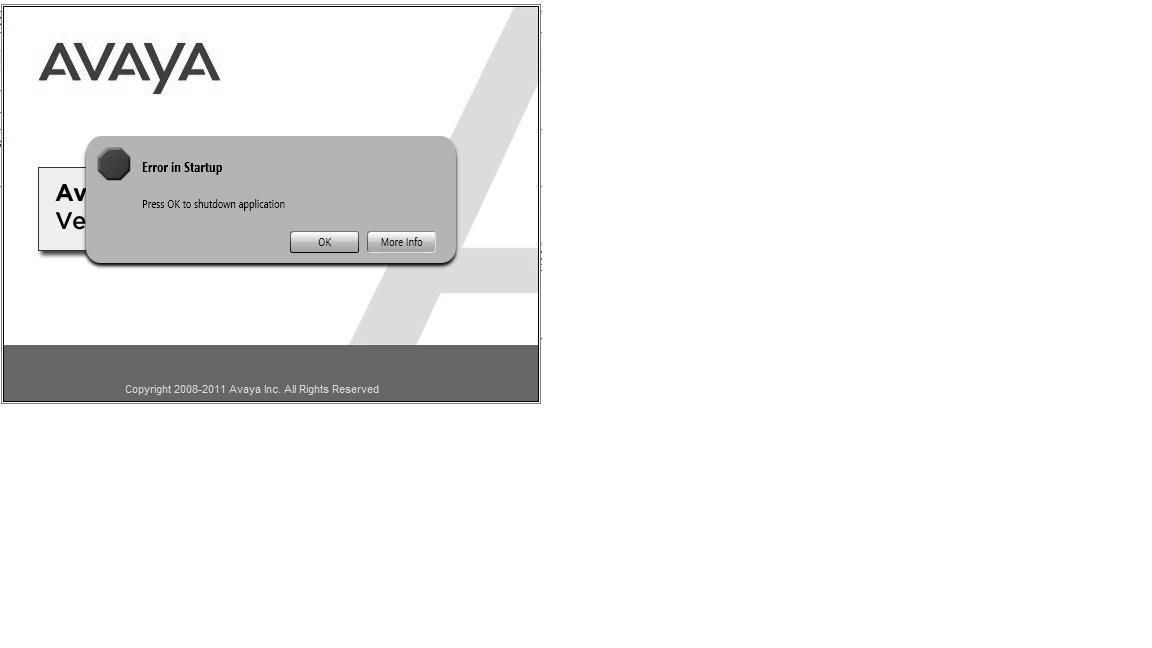 AVAYA
Error in Startup
Av
Press OK to shutdown application
Ve
OK More Info
Copyright 2008-2011 Avaya Inc. All Rights Reserved